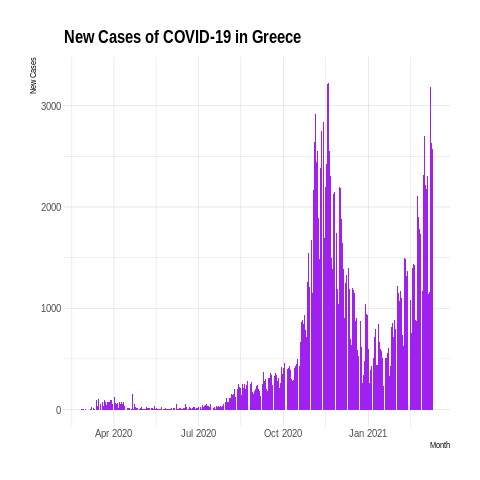 New Cases of COVID-19 in Greece
New Cases
3000
2000
1000
0
Apr 2020 Jul 2020 Oct 2020 Jan 2021
Month